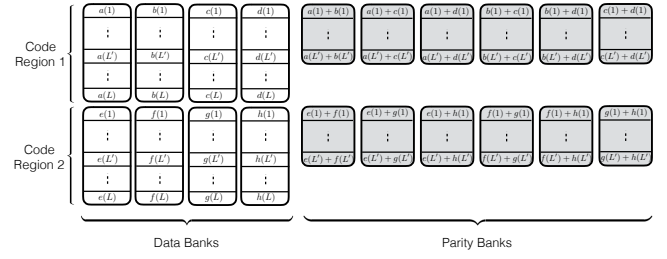 a(1) b(1) c(1) d(1) a(1) + b(1) a(1) + c(1) a(1) + d(1) b(1) + c(1) b(1) + d(1) c(1) + d(1)
Code
Region 1
a(L′) b(L′) c(L′) d(L′) a(L′) + b(L′) a(L′) + c(L′) a(L′) + d(L′) b(L′) + c(L′) b(L′) + d(L′) c(L′) + d(L′)
a(L) b(L) c(L) d(L)
e(1) f(1) g(1) h(1) e(1) + f(1) e(1) + g(1) e(1) + h(1) f(1) + g(1) f(1) + h(1) g(1) + h(1)
Code
Region 2
e(L′) f(L′) g(L′) h(L′) e(L′) + f(L′) e(L′) + g(L′) e(L′) + h(L′) f(L′) + g(L′) f(L′) + h(L′) g(L′) + h(L′)
e(L) f(L) g(L) h(L)
Data Banks Parity Banks